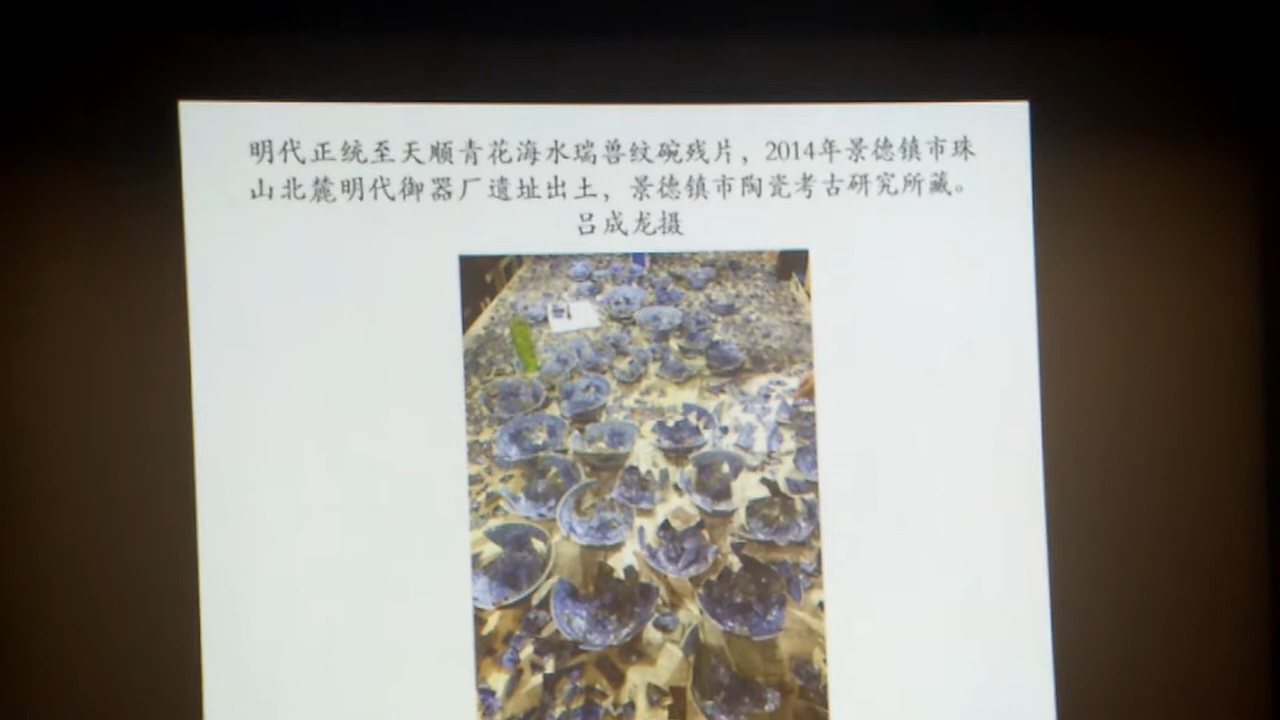 明代正统至天顺青花海水瑞兽纹碗残片，2014年景德镇市珠
山北麓明代御器厂遗址出土，景德镇市陶瓷考古研究所藏。
吕成龙摄